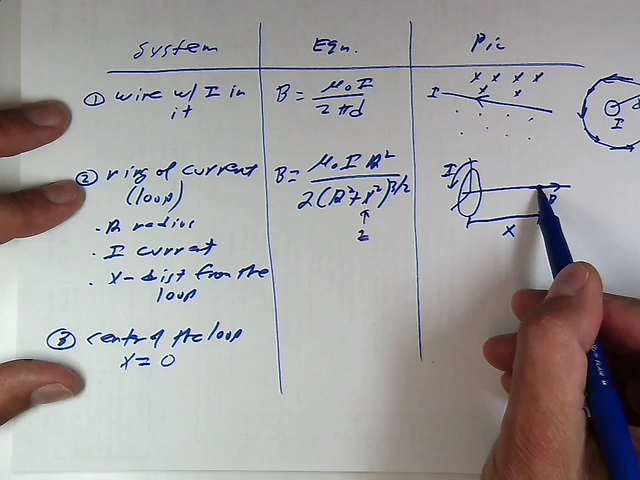 System Eqn. Pic
① wire w/ I in it B = μ₀I / 2πd
x x x x
x x
I
I
② ring of current (loop) B = μ₀ I R² / 2(R²+x²)^3/2
2
· R radius
· I current
· X-dist from the loop
I
X
③ center of the loop
X = 0